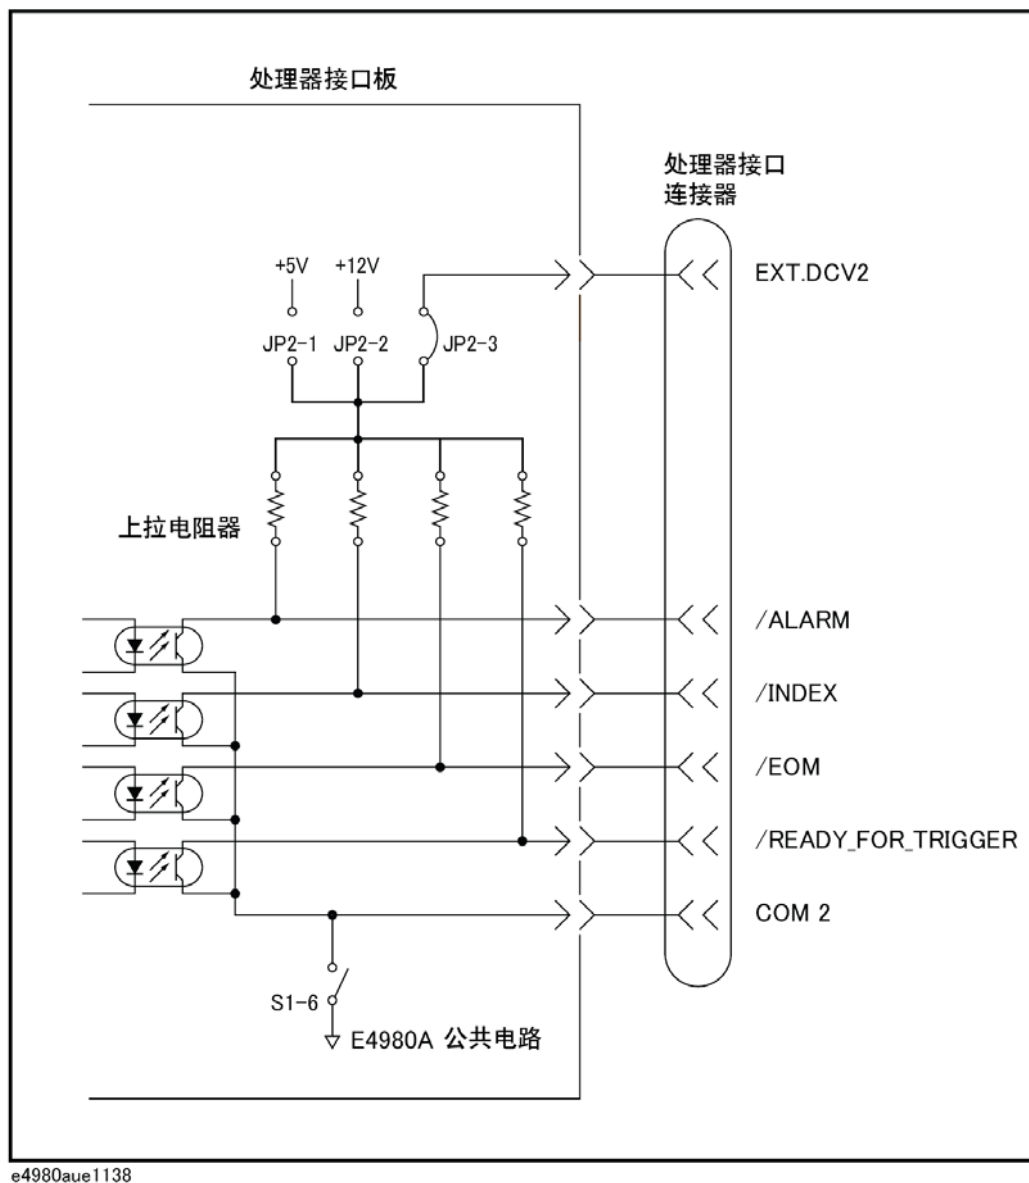 处理器接口板
处理器接口
连接器
+5V
+12V
EXT.DCV2
JP2-1
JP2-2
JP2-3
上拉电阻器
/ALARM
/INDEX
/EOM
/READY_FOR_TRIGGER
COM 2
S1-6
E4980A 公共电路
e4980aue1138